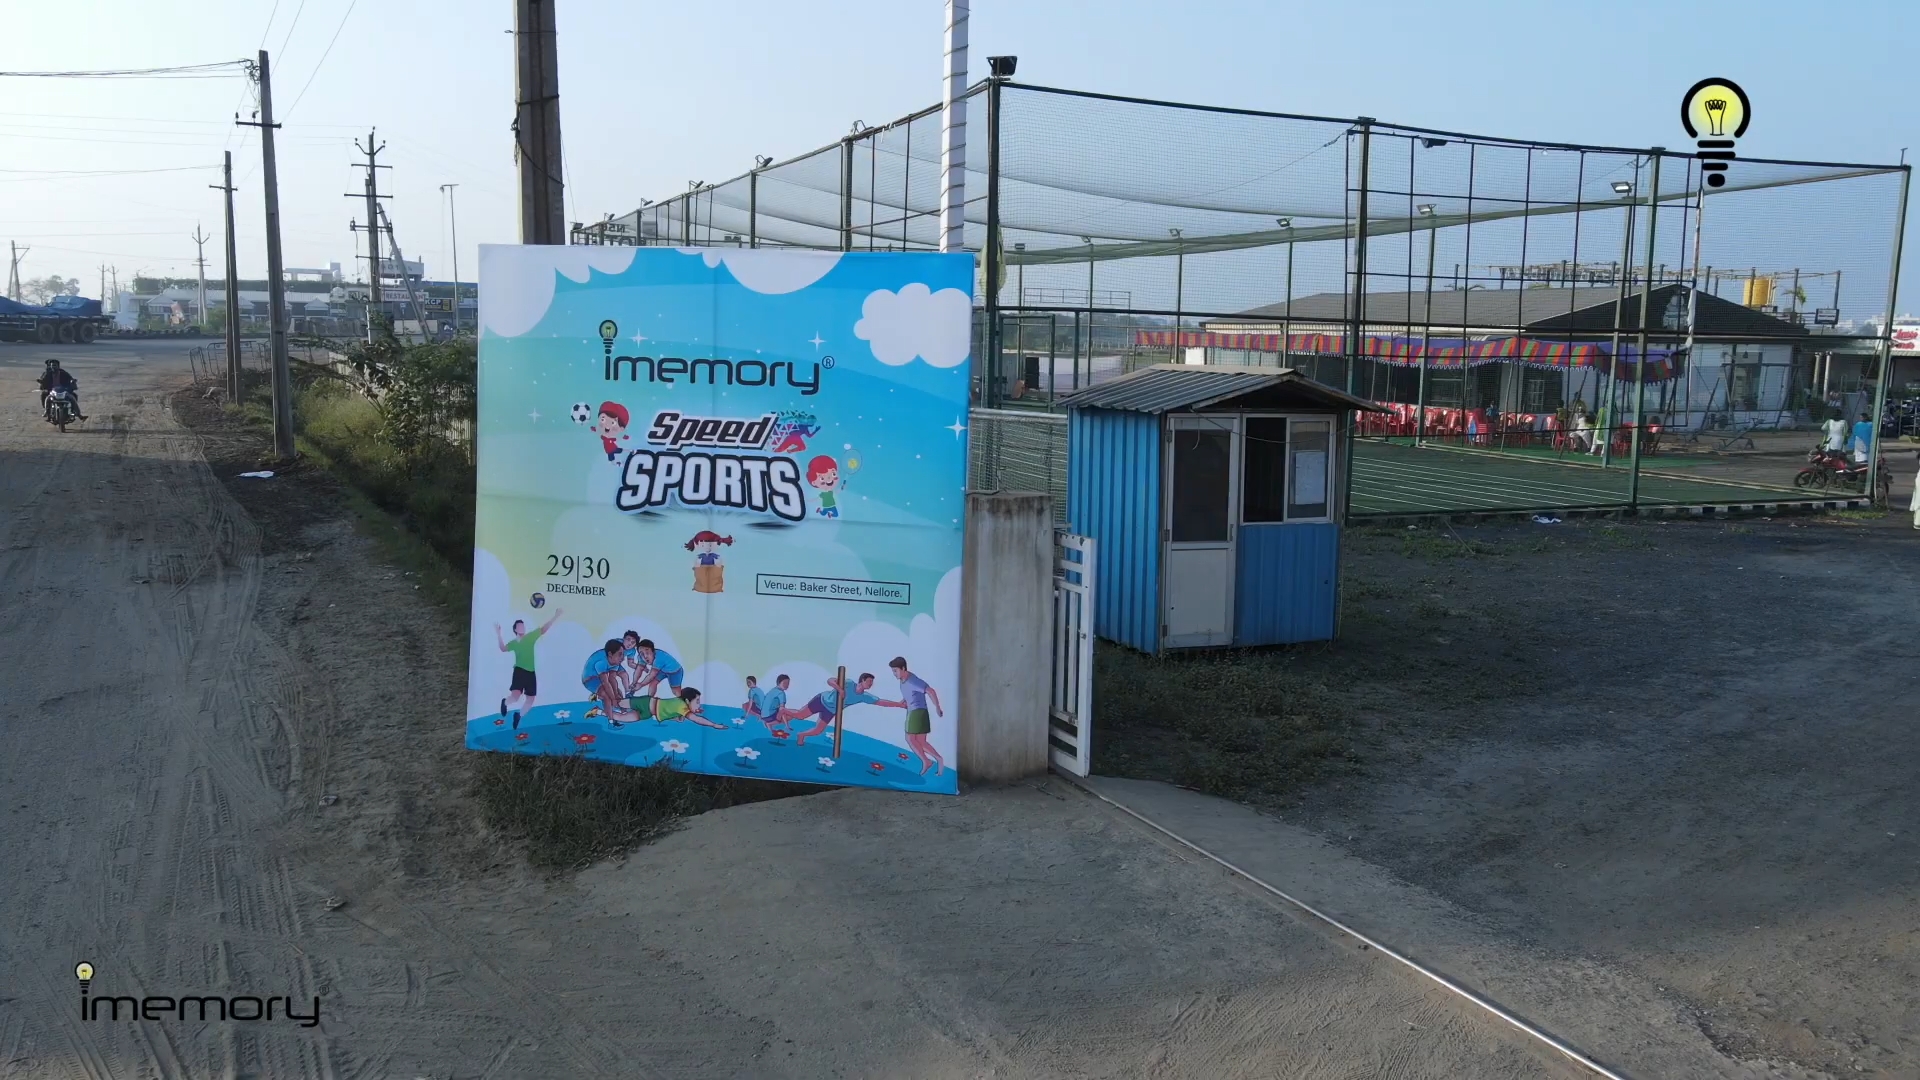 imemory®
Speed
SPORTS
29|30
DECEMBER
Venue: Baker Street, Nellore.
imemory®